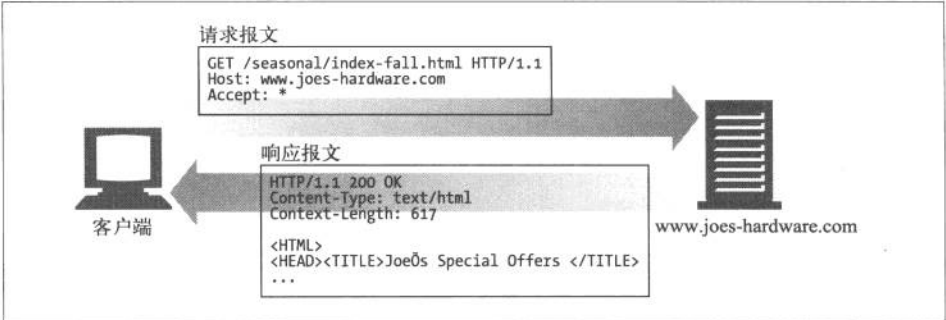 请求报文
GET /seasonal/index-fall.html HTTP/1.1
Host: www.joes-hardware.com
Accept: *
响应报文
HTTP/1.1 200 OK
Content-Type: text/html
Context-Length: 617
<HTML>
<HEAD><TITLE>JoeÕs Special Offers </TITLE>
...
客户端
www.joes-hardware.com